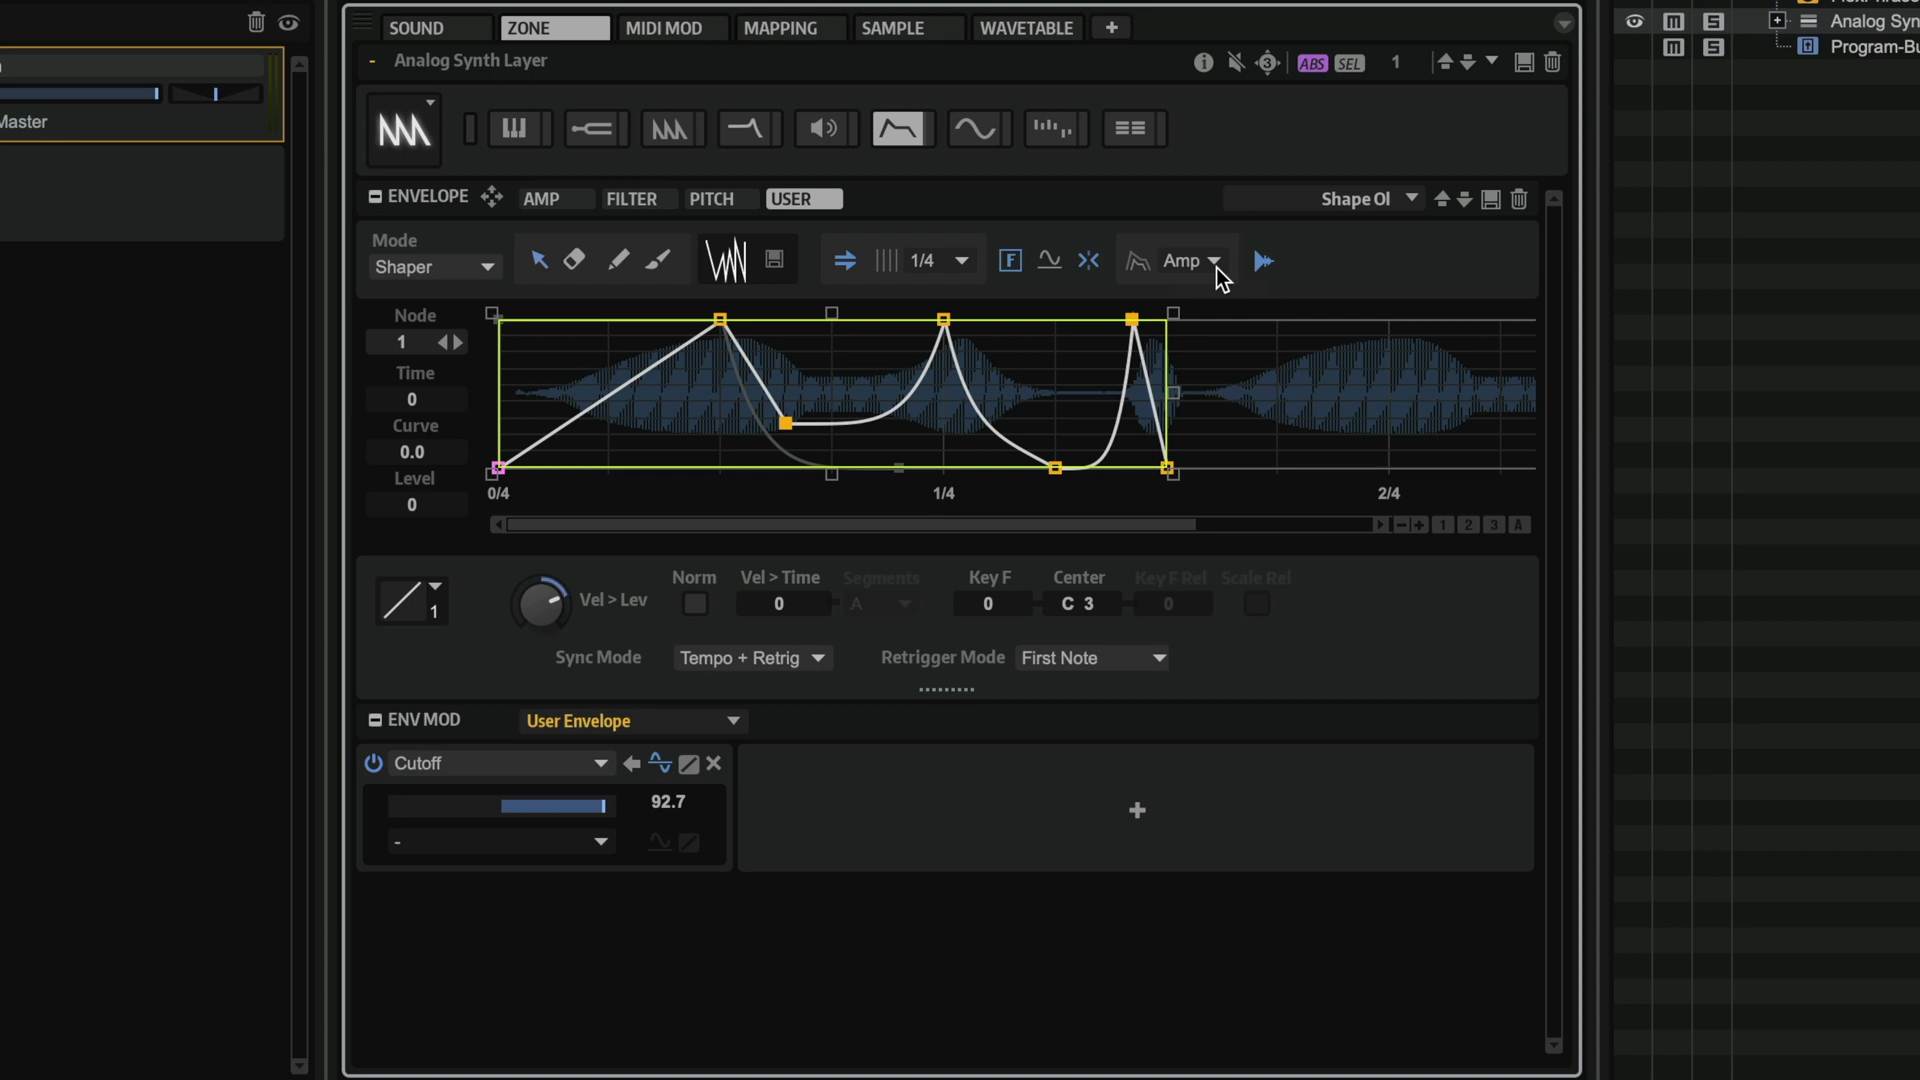 SOUND
ZONE
MIDI MOD
MAPPING
SAMPLE
WAVETABLE
Analog Syn
Program-Bu
Master
- Analog Synth Layer
3
ABS
SEL
1
ENVELOPE
AMP
FILTER
PITCH
USER
Shape 01
Mode
Shaper
1/4
F
Amp
Node
1
Time
0
Curve
0.0
Level
0
0/4
1/4
2/4
1
2
3
A
1
Vel > Lev
Norm
Vel > Time
0
Segments
A
Key F
0
Center
C 3
Key F Rel
0
Scale Rel
Sync Mode
Tempo + Retrig
Retrigger Mode
First Note
ENV MOD
User Envelope
Cutoff
92.7
-